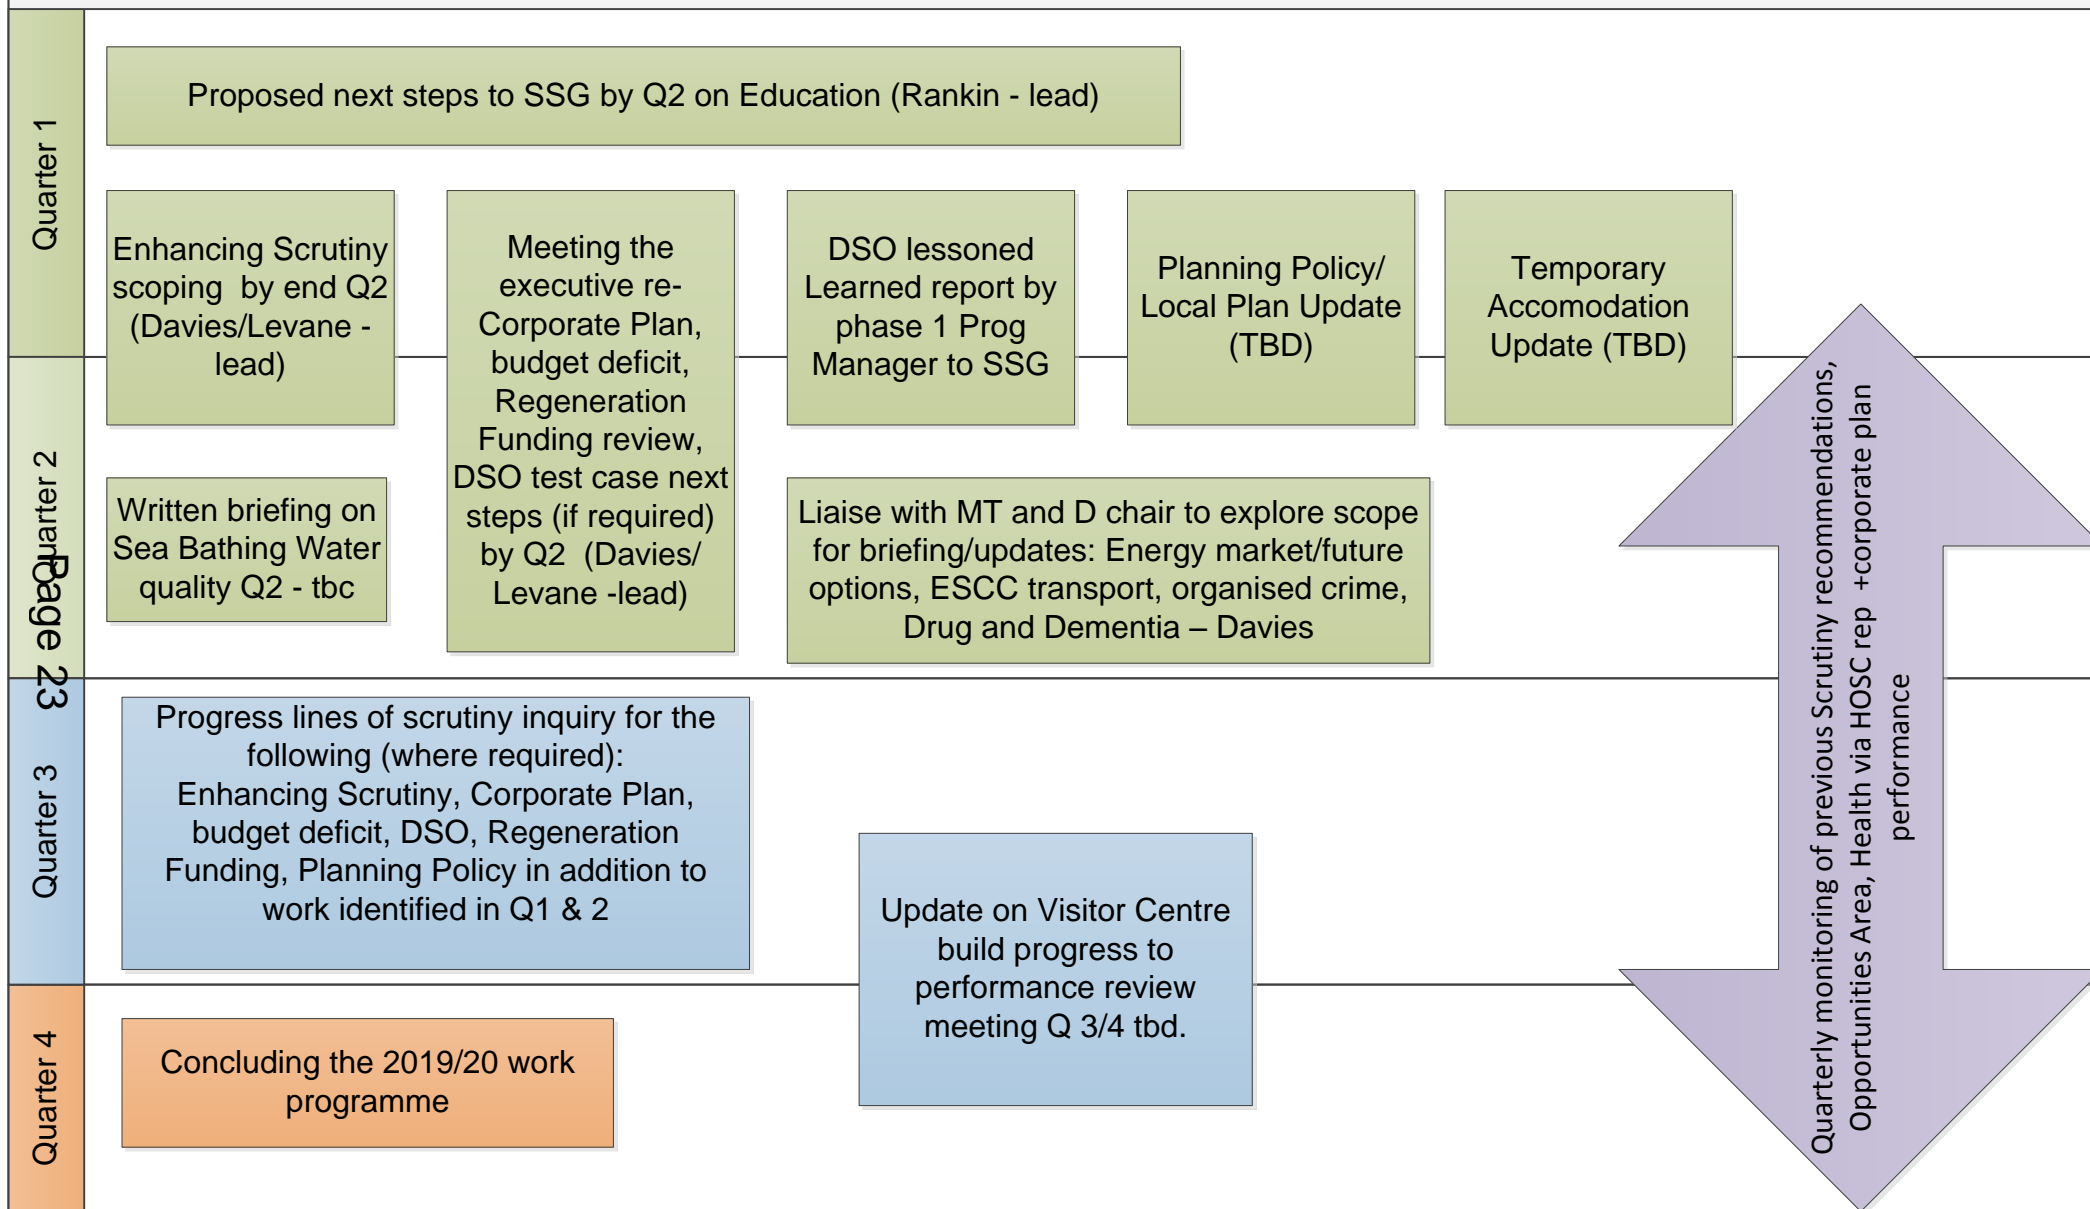 Quarter 1
Proposed next steps to SSG by Q2 on Education (Rankin - lead)
Enhancing Scrutiny
scoping  by end Q2
(Davies/Levane -
lead)
Meeting the
executive re-
Corporate Plan,
budget deficit,
Regeneration
Funding review,
DSO test case next
steps (if required)
by Q2  (Davies/
Levane -lead)
DSO lessoned
Learned report by
phase 1 Prog
Manager to SSG
Planning Policy/
Local Plan Update
(TBD)
Temporary
Accomodation
Update (TBD)
Quarter 2
Page 23
Written briefing on
Sea Bathing Water
quality Q2 - tbc
Liaise with MT and D chair to explore scope
for briefing/updates: Energy market/future
options, ESCC transport, organised crime,
Drug and Dementia – Davies
Quarter 3
Progress lines of scrutiny inquiry for the
following (where required):
Enhancing Scrutiny, Corporate Plan,
budget deficit, DSO, Regeneration
Funding, Planning Policy in addition to
work identified in Q1 & 2
Update on Visitor Centre
build progress to
performance review
meeting Q 3/4 tbd.
Quarter 4
Concluding the 2019/20 work
programme
Quarterly monitoring of previous Scrutiny recommendations,
Opportunities Area, Health via HOSC rep  +corporate plan
performance